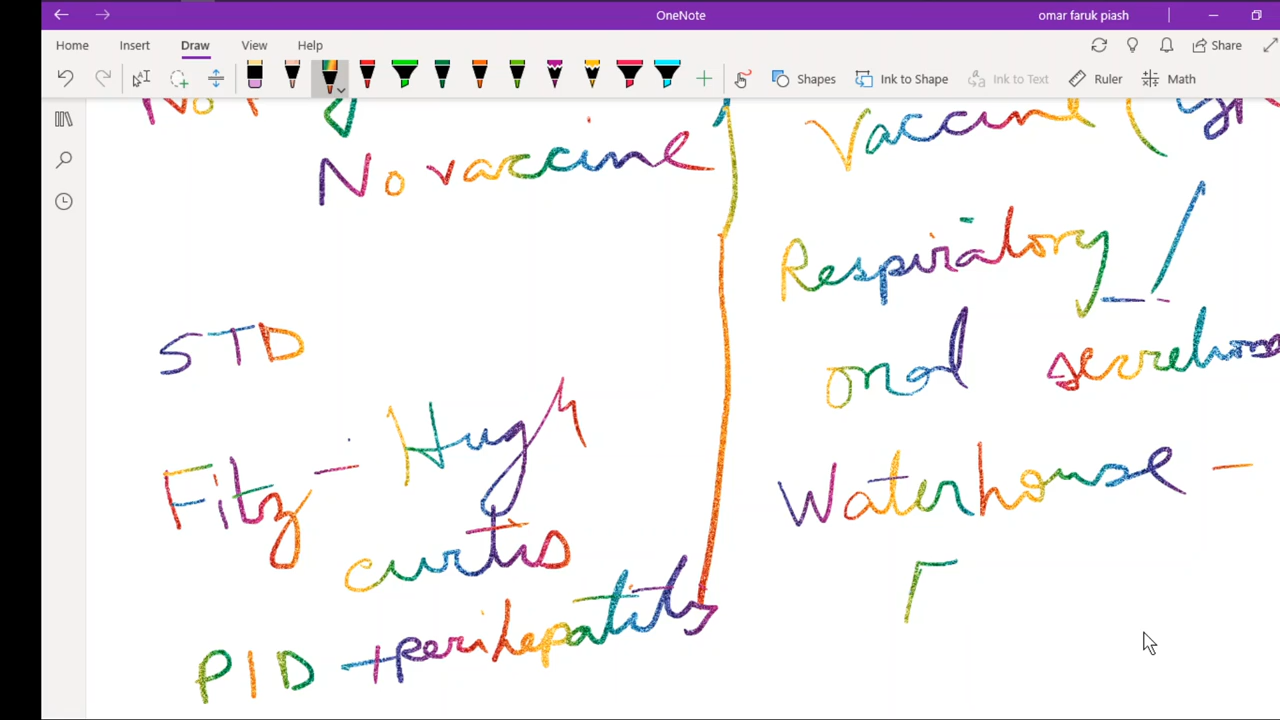 OneNote
omar faruk piash
Home Insert Draw View Help Share
Shapes Ink to Shape Ink to Text Ruler Math
No vaccine
STD
Fitz - Hugh
curtis
PID + perihepatitis
Vaccine (
Respiratory /
oral secretions
Waterhouse -